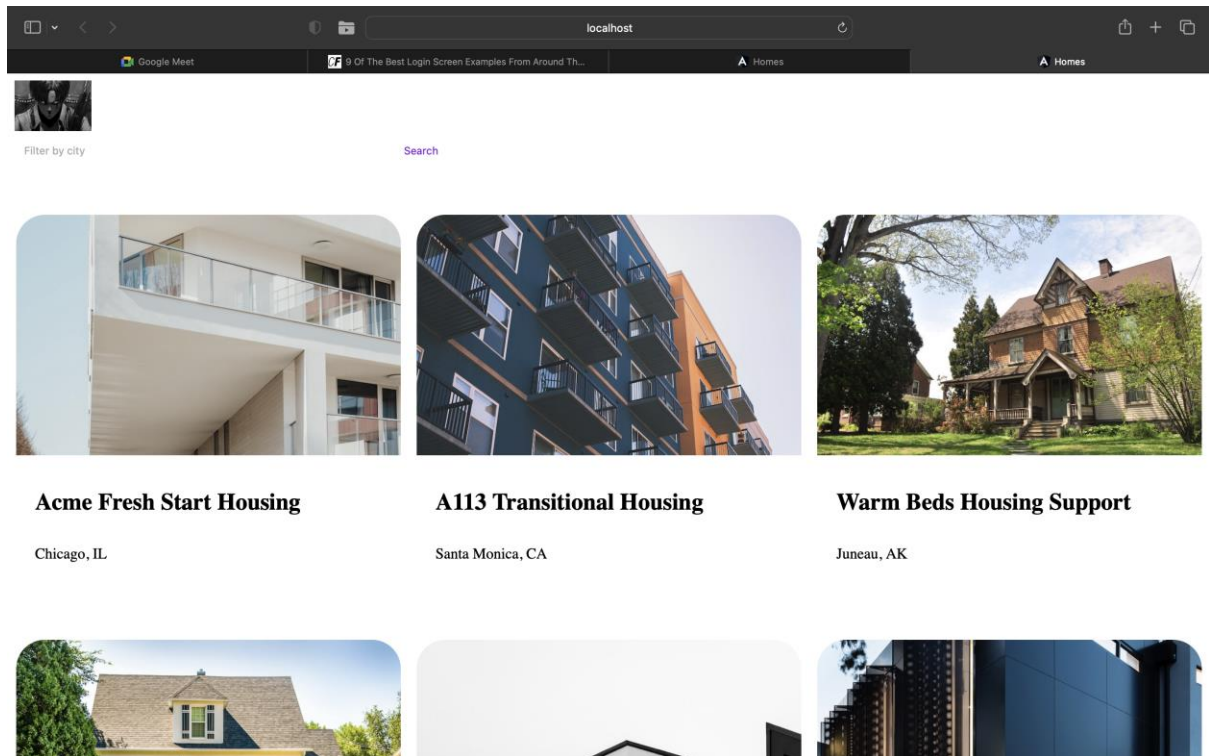 localhost
Google Meet
CF 9 Of The Best Login Screen Examples From Around Th...
Homes
Homes
Filter by city
Search
Acme Fresh Start Housing
A113 Transitional Housing
Warm Beds Housing Support
Chicago, IL
Santa Monica, CA
Juneau, AK